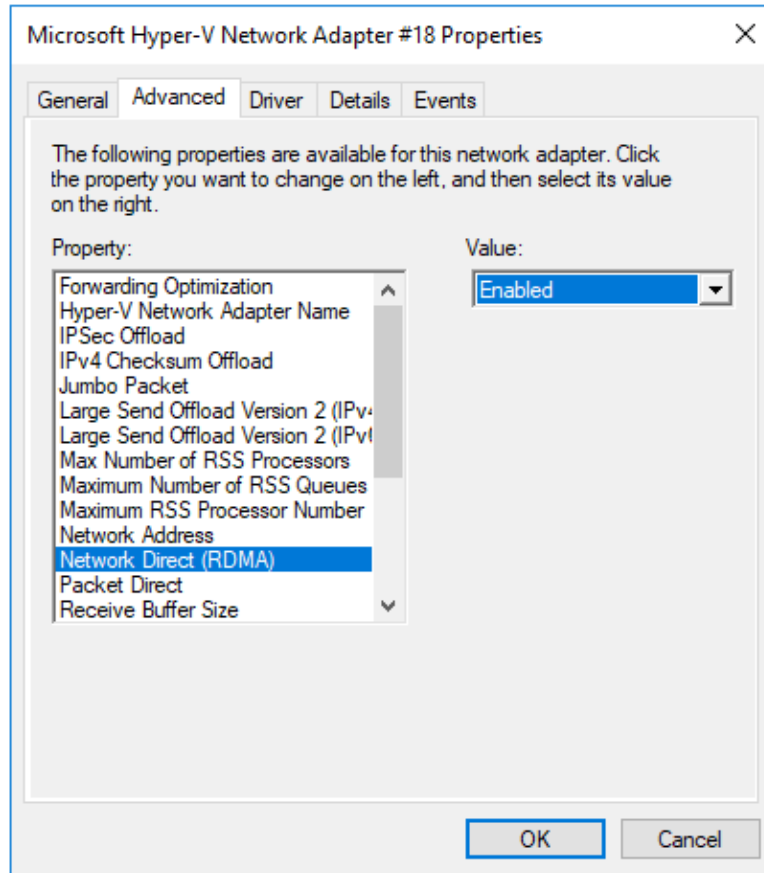 Microsoft Hyper-V Network Adapter #18 Properties
General Advanced Driver Details Events
The following properties are available for this network adapter. Click
the property you want to change on the left, and then select its value
on the right.
Property: Value:
Forwarding Optimization Enabled
Hyper-V Network Adapter Name
IPSec Offload
IPv4 Checksum Offload
Jumbo Packet
Large Send Offload Version 2 (IPv4
Large Send Offload Version 2 (IPv6
Max Number of RSS Processors
Maximum Number of RSS Queues
Maximum RSS Processor Number
Network Address
Network Direct (RDMA)
Packet Direct
Receive Buffer Size
OK Cancel